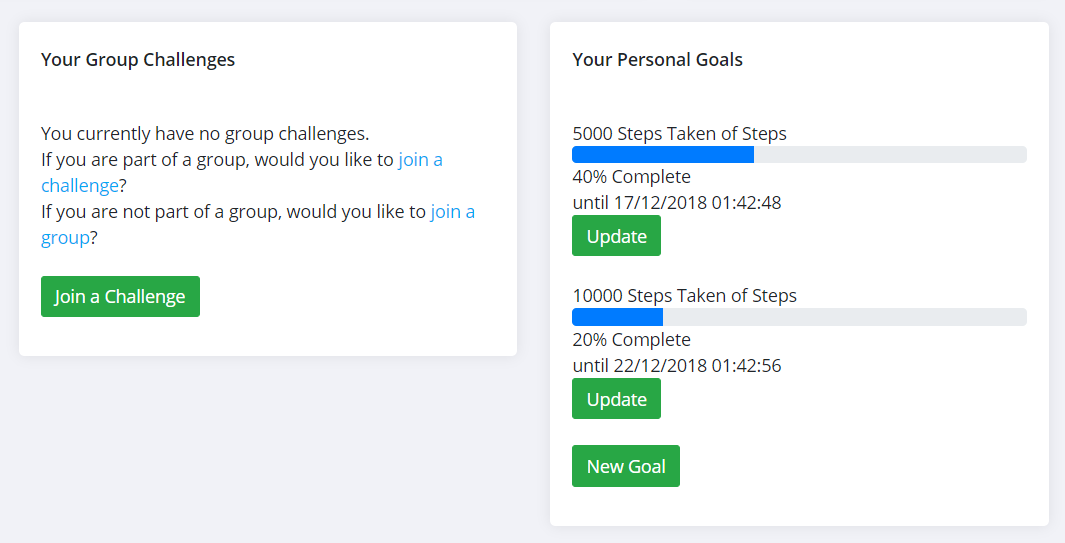 Your Group Challenges
You currently have no group challenges.
If you are part of a group, would you like to join a
challenge?
If you are not part of a group, would you like to join a
group?
Join a Challenge
Your Personal Goals
5000 Steps Taken of Steps
40% Complete
until 17/12/2018 01:42:48
Update
10000 Steps Taken of Steps
20% Complete
until 22/12/2018 01:42:56
Update
New Goal